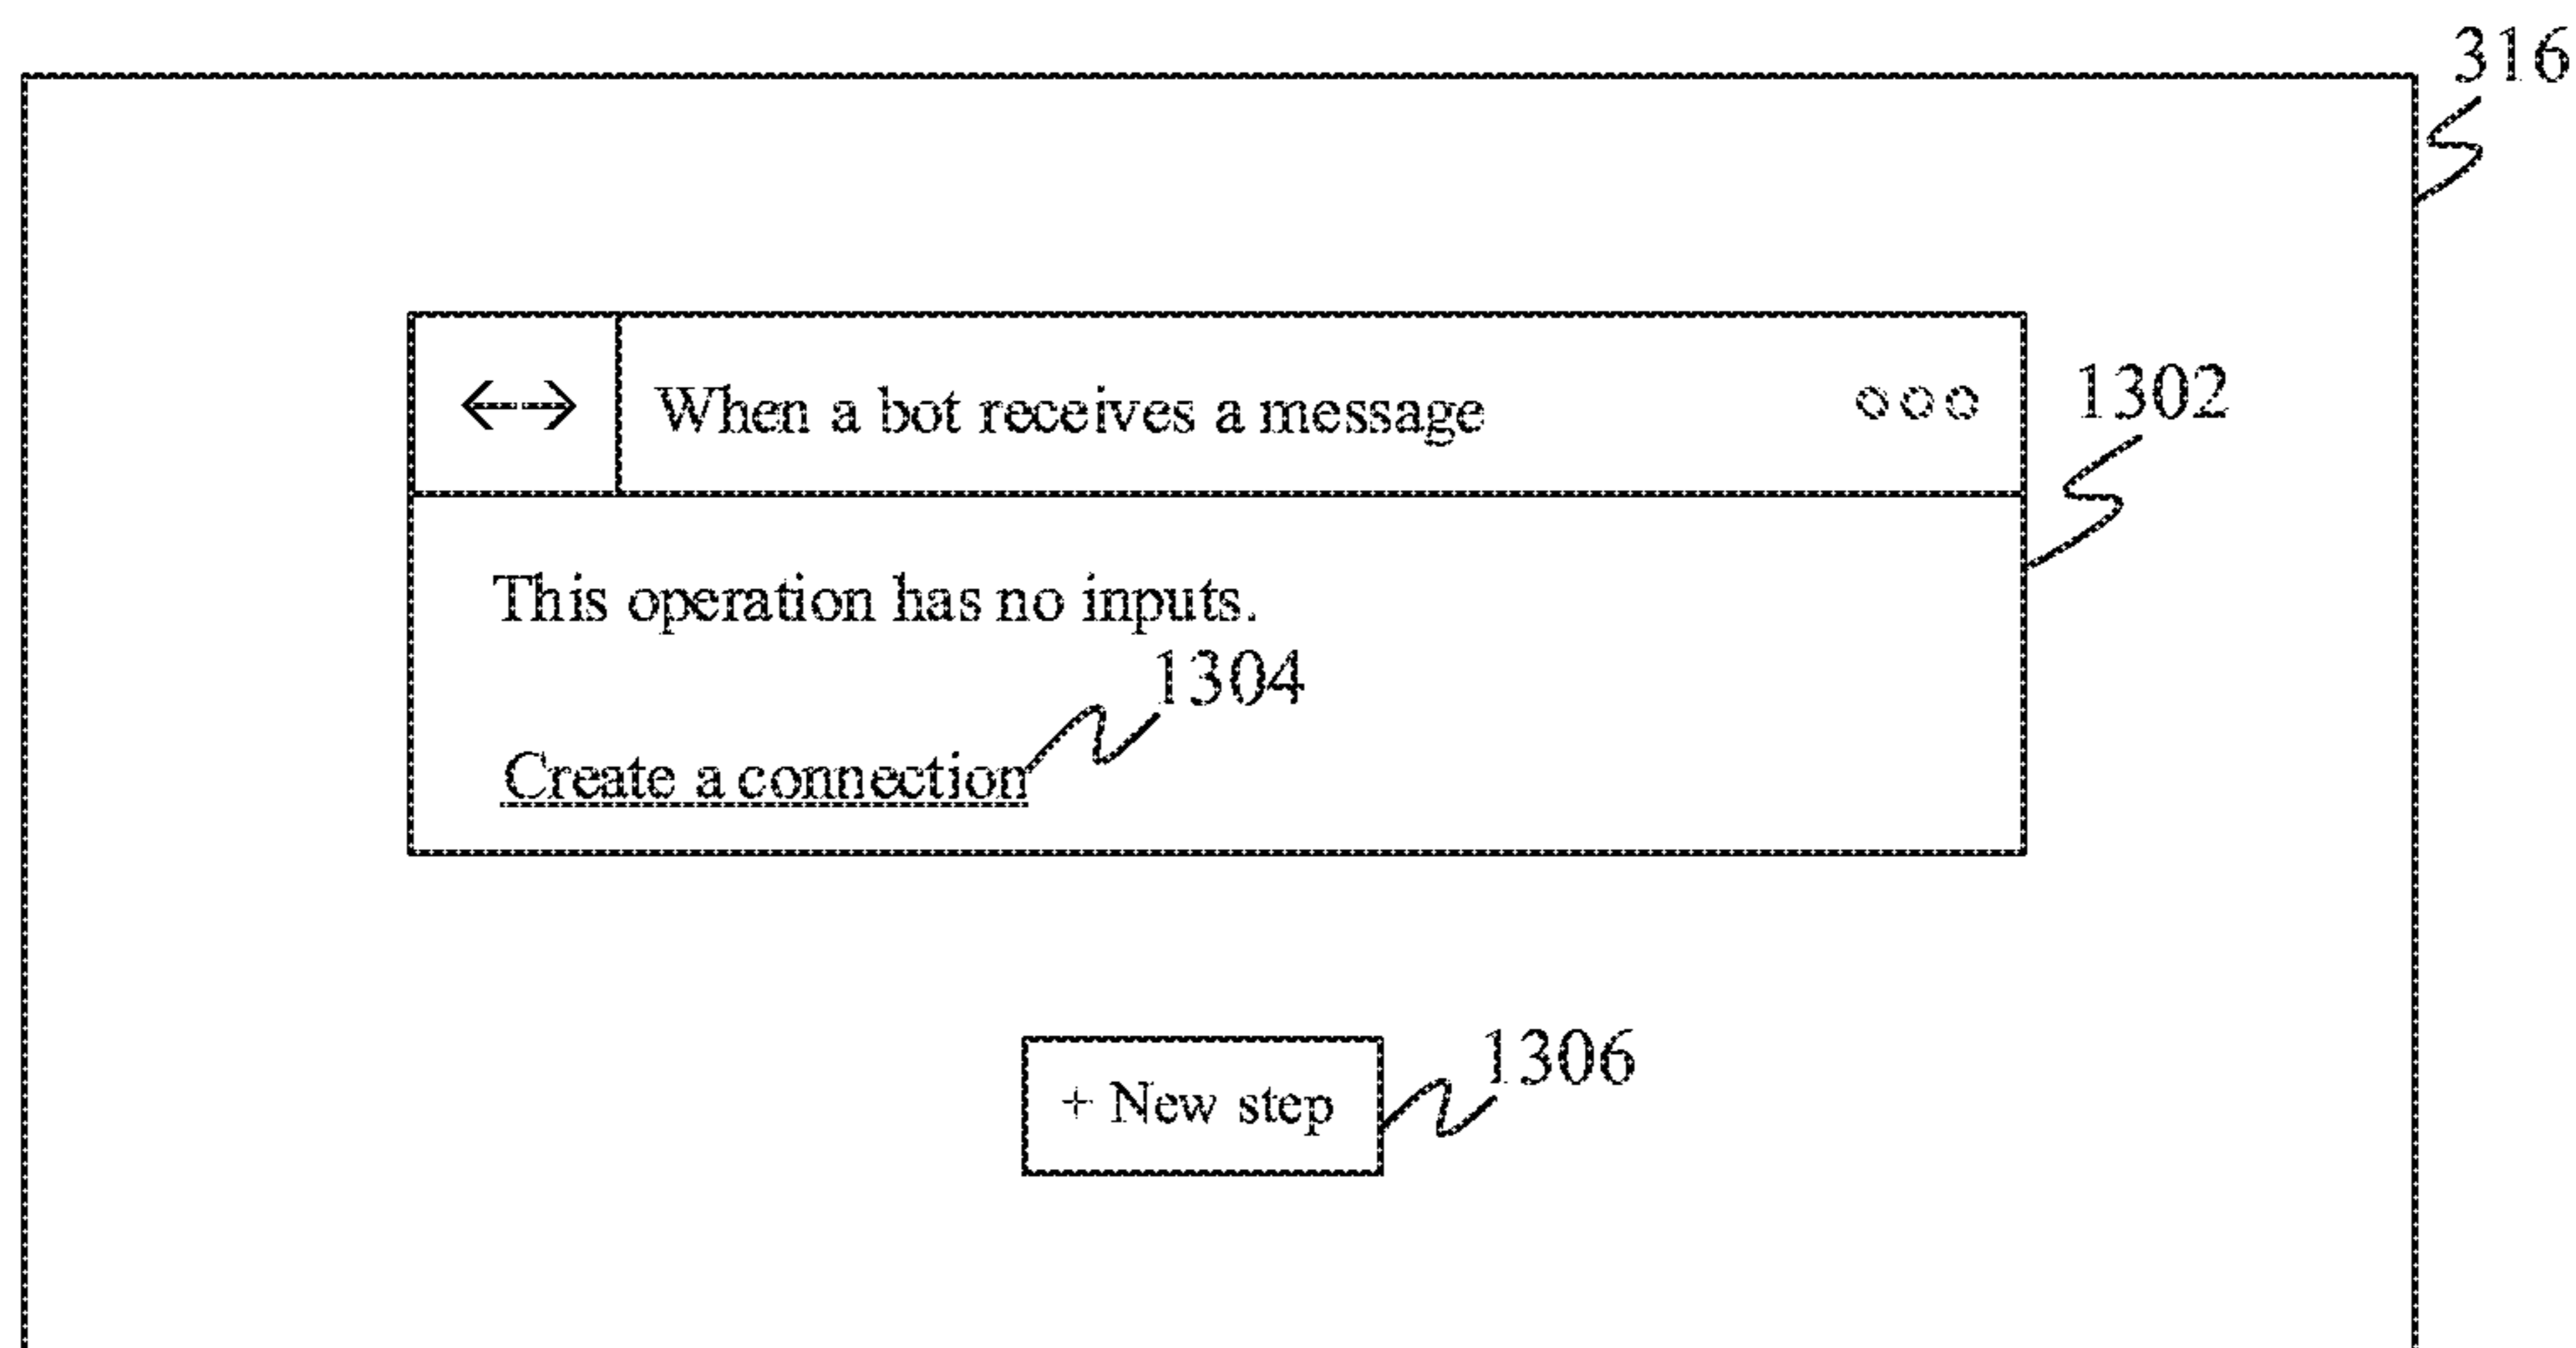 316
When a bot receives a message
1302
This operation has no inputs.
1304
Create a connection
1306
+ New step